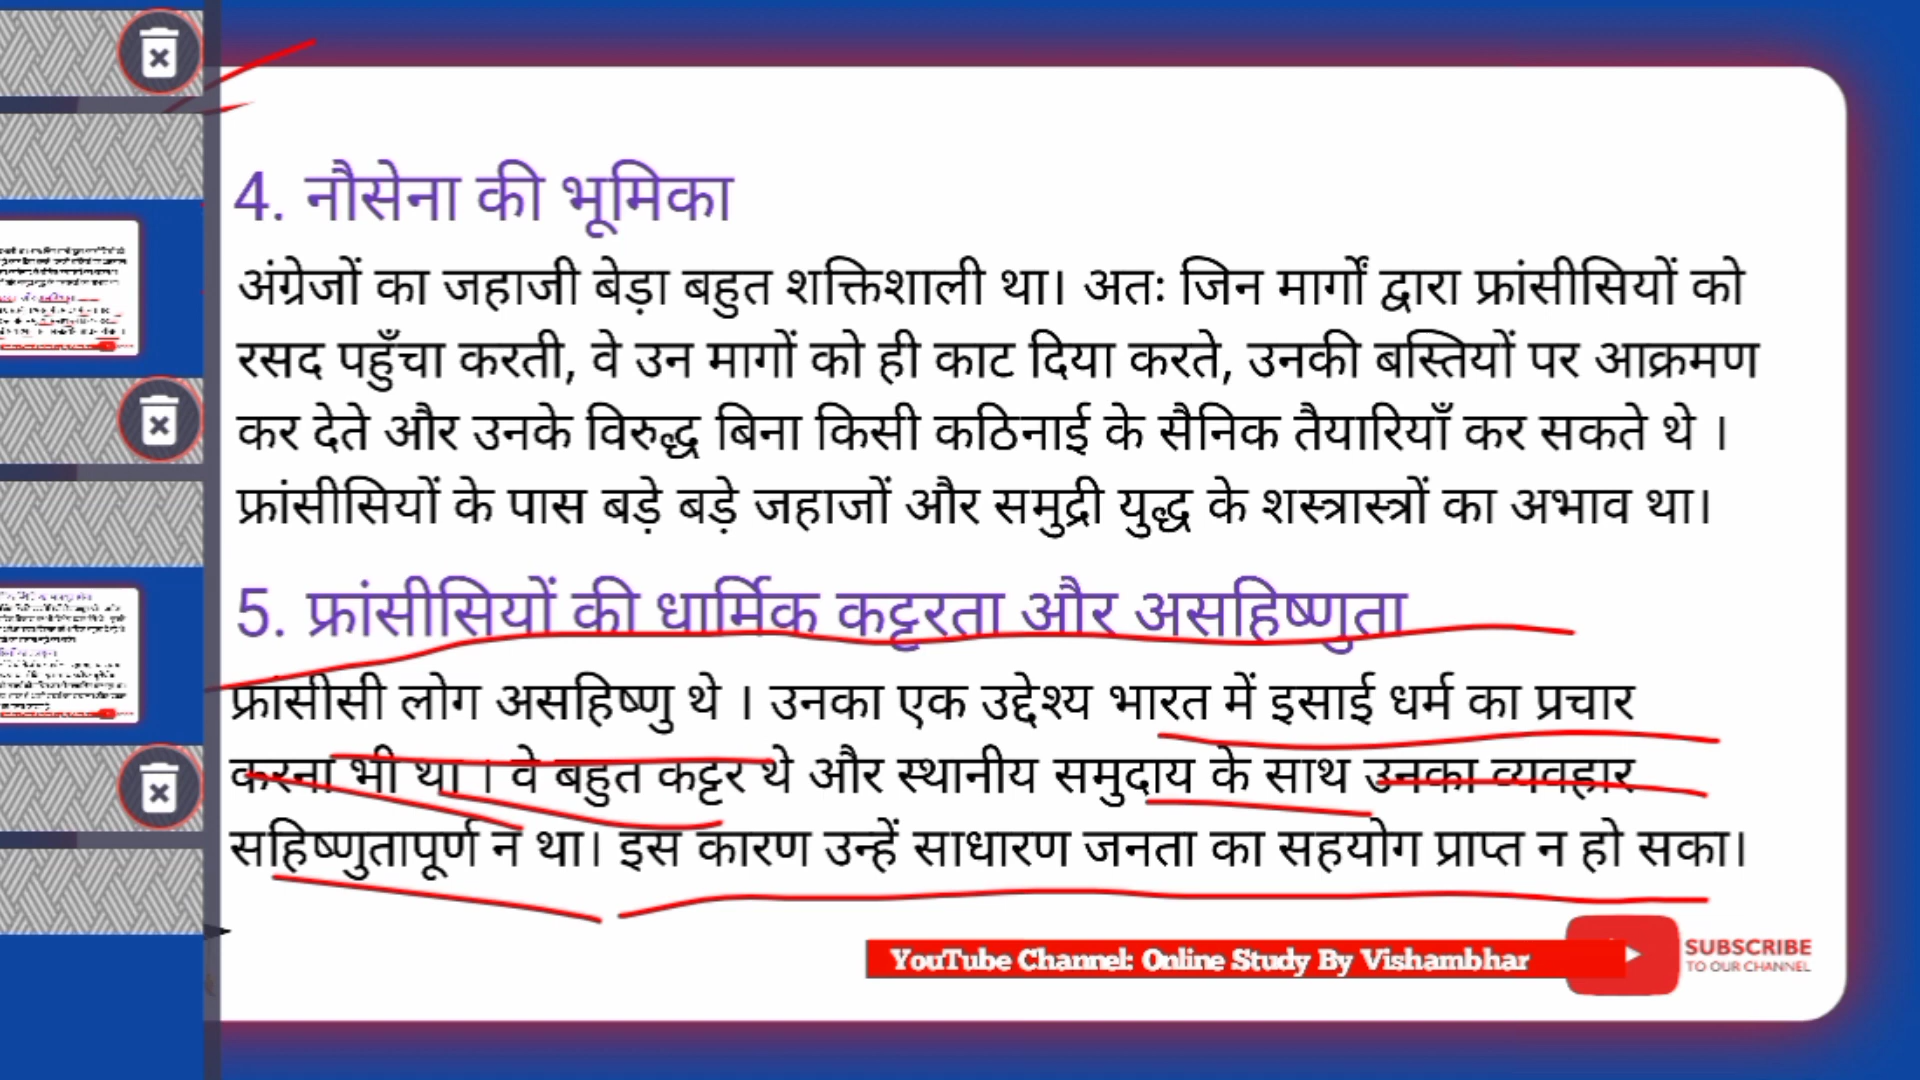 4. नौसेना की भूमिका
अंग्रेजों का जहाजी बेड़ा बहुत शक्तिशाली था। अतः जिन मार्गों द्वारा फ्रांसीसियों को
रसद पहुँचा करती, वे उन मागों को ही काट दिया करते, उनकी बस्तियों पर आक्रमण
कर देते और उनके विरुद्ध बिना किसी कठिनाई के सैनिक तैयारियाँ कर सकते थे ।
फ्रांसीसियों के पास बड़े बड़े जहाजों और समुद्री युद्ध के शस्त्रास्त्रों का अभाव था।
5. फ्रांसीसियों की धार्मिक कट्टरता और असहिष्णुता
फ्रांसीसी लोग असहिष्णु थे । उनका एक उद्देश्य भारत में इसाई धर्म का प्रचार
करना भी था । वे बहुत कट्टर थे और स्थानीय समुदाय के साथ उनका व्यवहार
सहिष्णुतापूर्ण न था। इस कारण उन्हें साधारण जनता का सहयोग प्राप्त न हो सका।
YouTube Channel: Online Study By Vishambhar
SUBSCRIBE
TO OUR CHANNEL